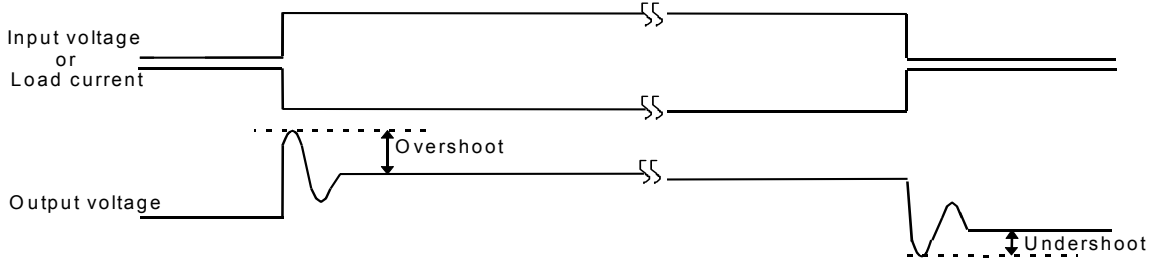 Input voltage
or
Load current
Overshoot
Output voltage
Undershoot